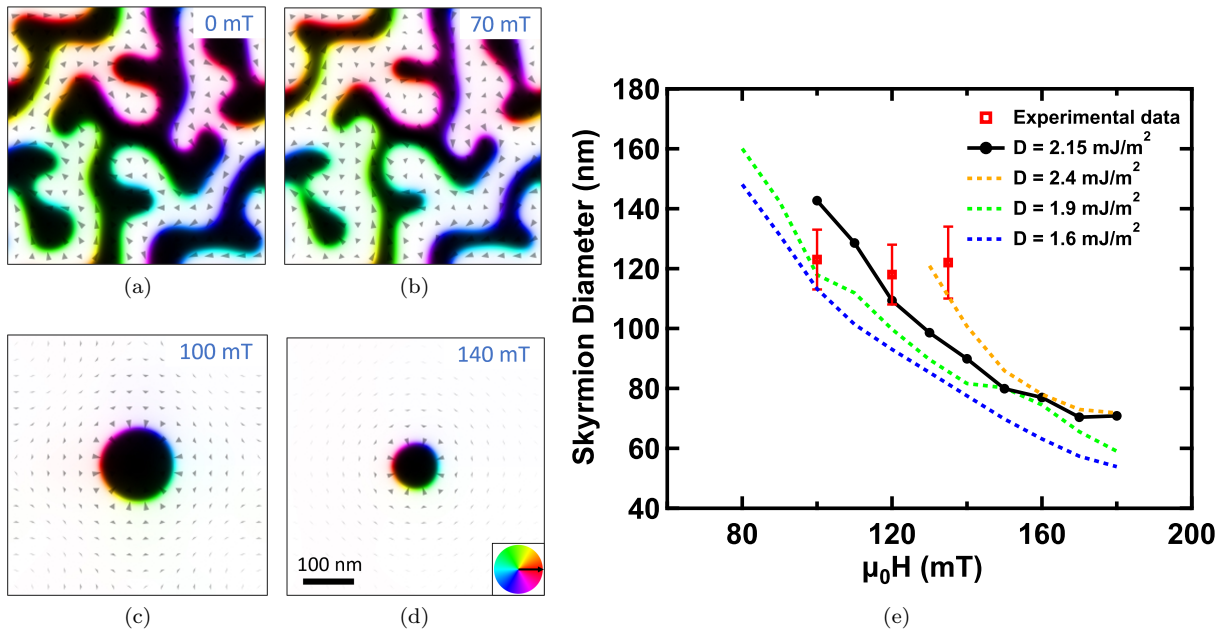 0 mT
70 mT
(a)
(b)
100 mT
140 mT
100 nm
(c)
(d)
Skyrmion Diameter (nm)
180
160
140
120
100
80
60
40
80
120
160
200
µ₀H (mT)
Experimental data
D = 2.15 mJ/m²
D = 2.4 mJ/m²
D = 1.9 mJ/m²
D = 1.6 mJ/m²
(e)